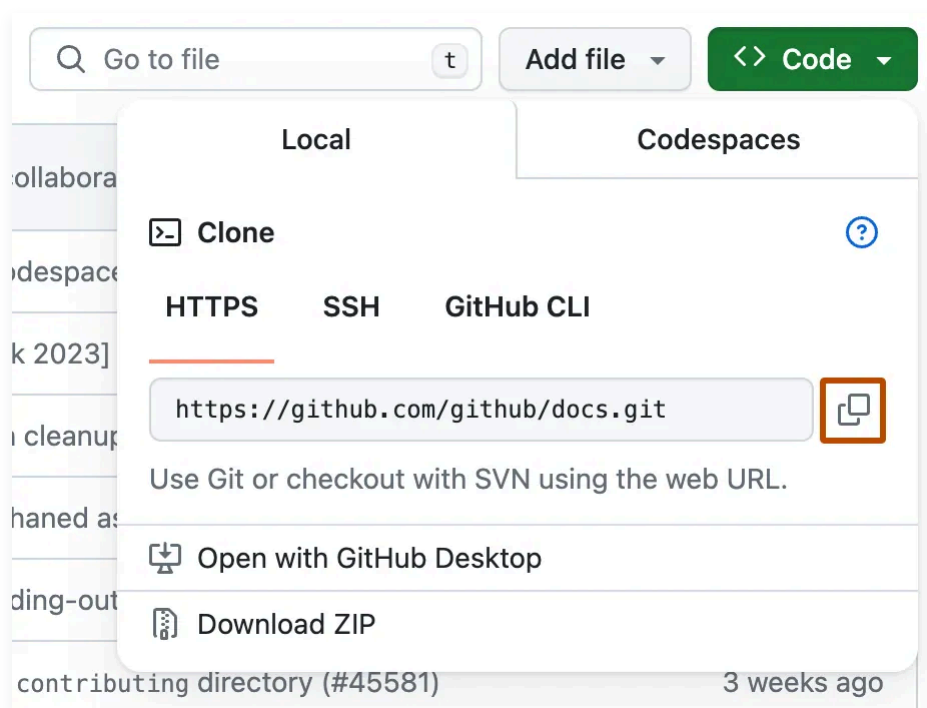 Go to file t Add file <> Code
Local Codespaces
ollabora
Clone
odespace
HTTPS SSH GitHub CLI
k 2023]
https://github.com/github/docs.git
cleanup
Use Git or checkout with SVN using the web URL.
haned as
Open with GitHub Desktop
ding-out
Download ZIP
contributing directory (#45581) 3 weeks ago